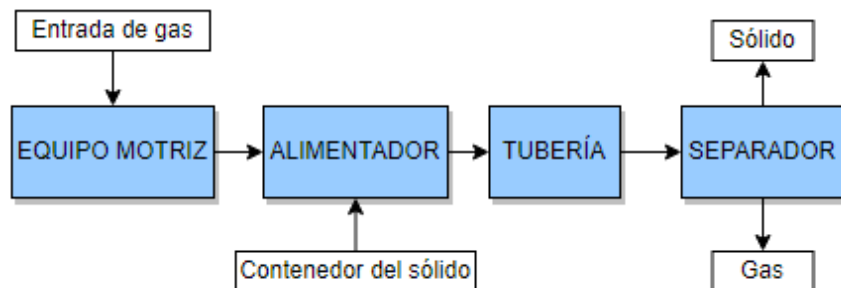 Entrada de gas
Sólido
EQUIPO MOTRIZ
ALIMENTADOR
TUBERÍA
SEPARADOR
Contenedor del sólido
Gas